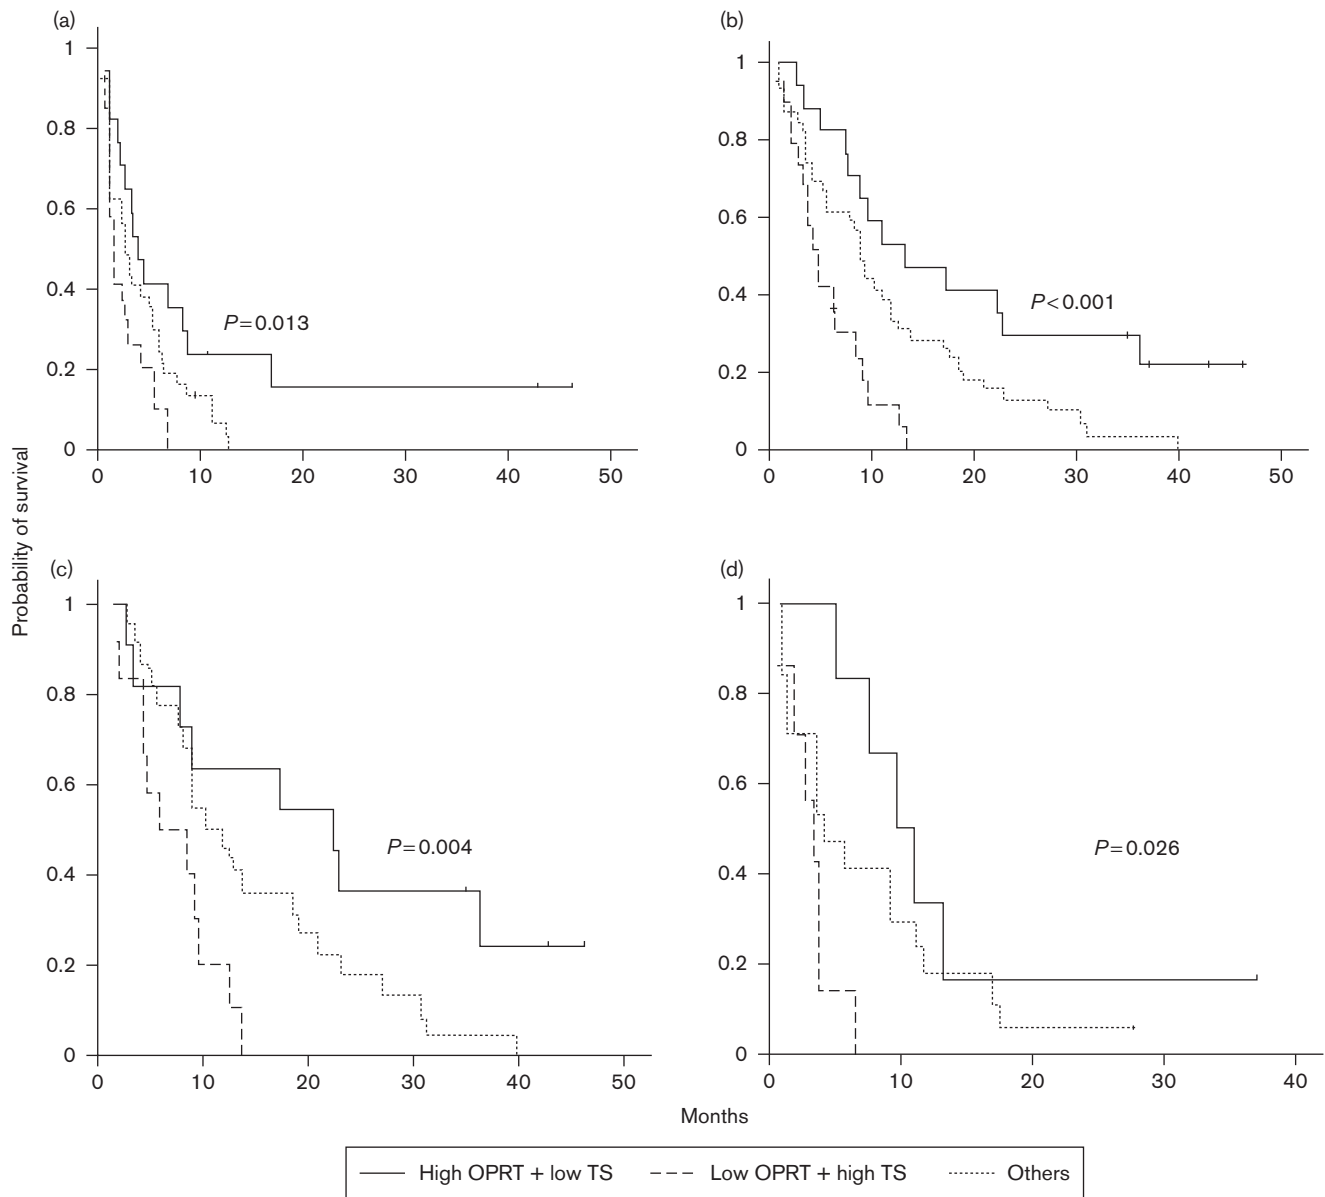 (a)
1
0.8
0.6
0.4
0.2
0
P=0.013
0 10 20 30 40 50
(b)
1
0.8
0.6
0.4
0.2
0
P<0.001
0 10 20 30 40 50
Probability of survival
(c)
1
0.8
0.6
0.4
0.2
0
P=0.004
0 10 20 30 40 50
(d)
1
0.8
0.6
0.4
0.2
0
P=0.026
0 10 20 30 40
Months
High OPRT + low TS Low OPRT + high TS Others